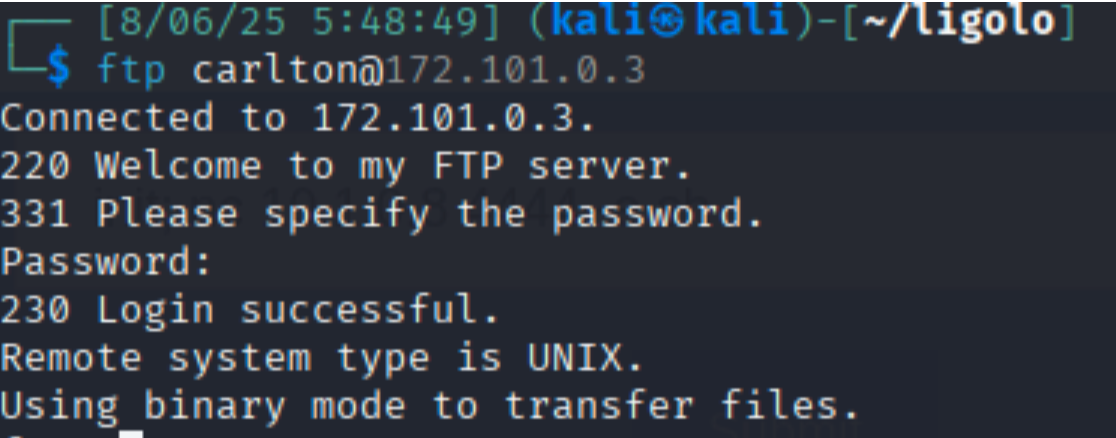 [8/06/25 5:48:49] (kali㉿kali)-[~/ligolo]
$ ftp carlton@172.101.0.3
Connected to 172.101.0.3.
220 Welcome to my FTP server.
331 Please specify the password.
Password:
230 Login successful.
Remote system type is UNIX.
Using binary mode to transfer files.